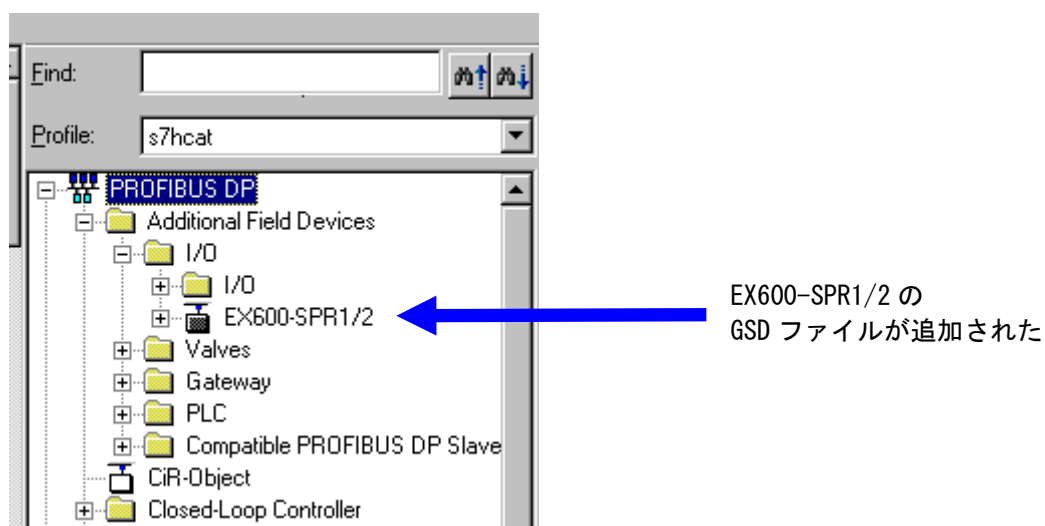 Find:
Profile:
s7hcat
PROFIBUS DP
Additional Field Devices
I/O
I/O
EX600-SPR1/2
Valves
Gateway
PLC
Compatible PROFIBUS DP Slave
CiR-Object
Closed-Loop Controller
EX600-SPR1/2 の
GSD ファイルが追加された